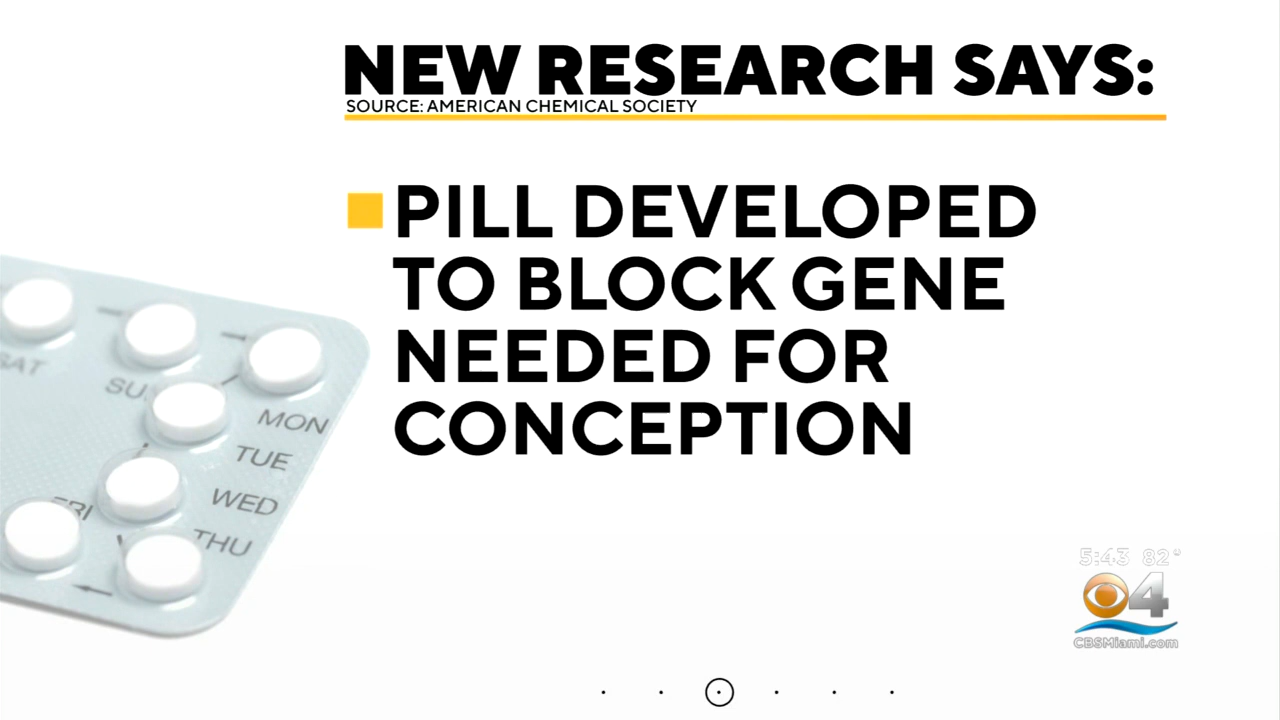 NEW RESEARCH SAYS:
SOURCE: AMERICAN CHEMICAL SOCIETY
PILL DEVELOPED
TO BLOCK GENE
NEEDED FOR
CONCEPTION
SAT
SU
MON
TUE
WED
THU
FRI
5:43 82°
4
CBSMiami.com